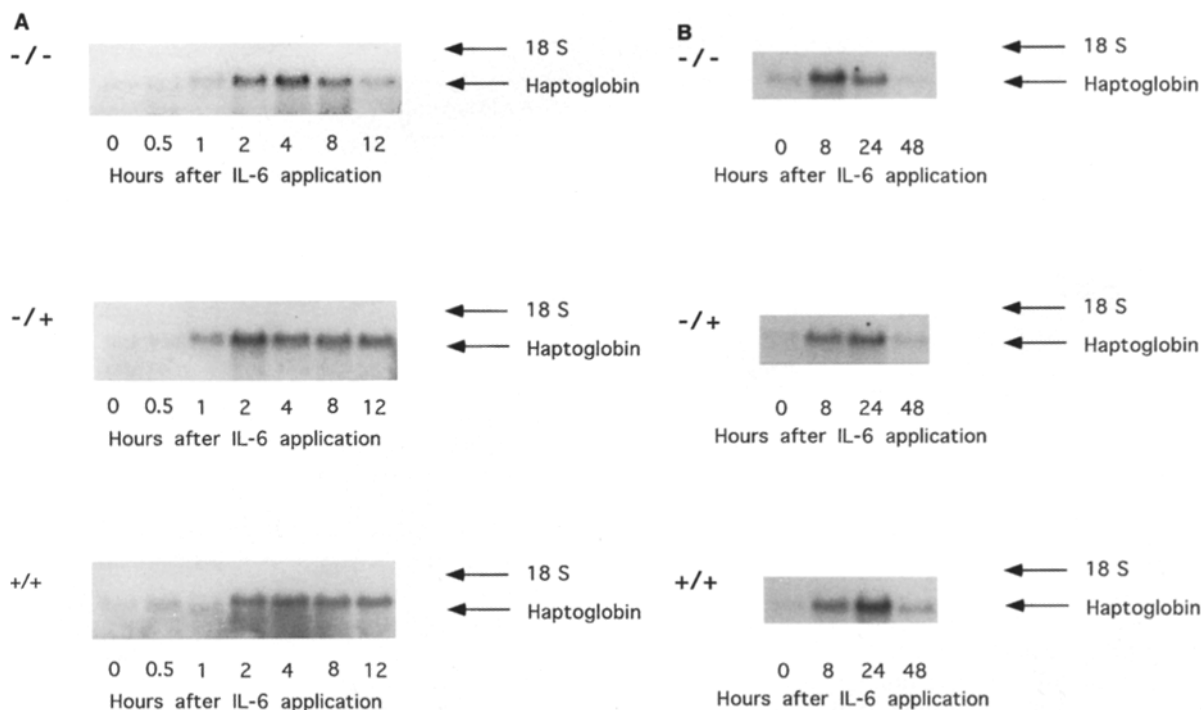 A
-/-
18 S
Haptoglobin
0 0.5 1 2 4 8 12
Hours after IL-6 application
-/+
18 S
Haptoglobin
0 0.5 1 2 4 8 12
Hours after IL-6 application
+/+
18 S
Haptoglobin
0 0.5 1 2 4 8 12
Hours after IL-6 application
B
-/-
18 S
Haptoglobin
0 8 24 48
Hours after IL-6 application
-/+
18 S
Haptoglobin
0 8 24 48
Hours after IL-6 application
+/+
18 S
Haptoglobin
0 8 24 48
Hours after IL-6 application